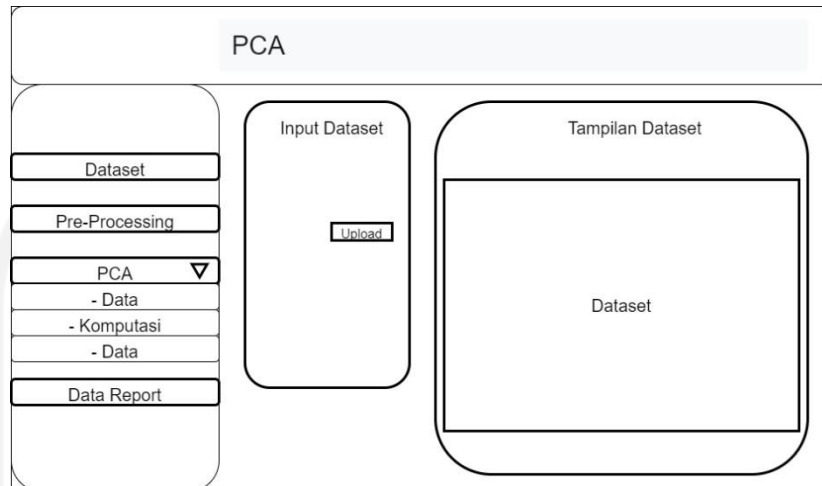 PCA
Dataset
Pre-Processing
PCA
- Data
- Komputasi
- Data
Data Report
Input Dataset
Upload
Tampilan Dataset
Dataset